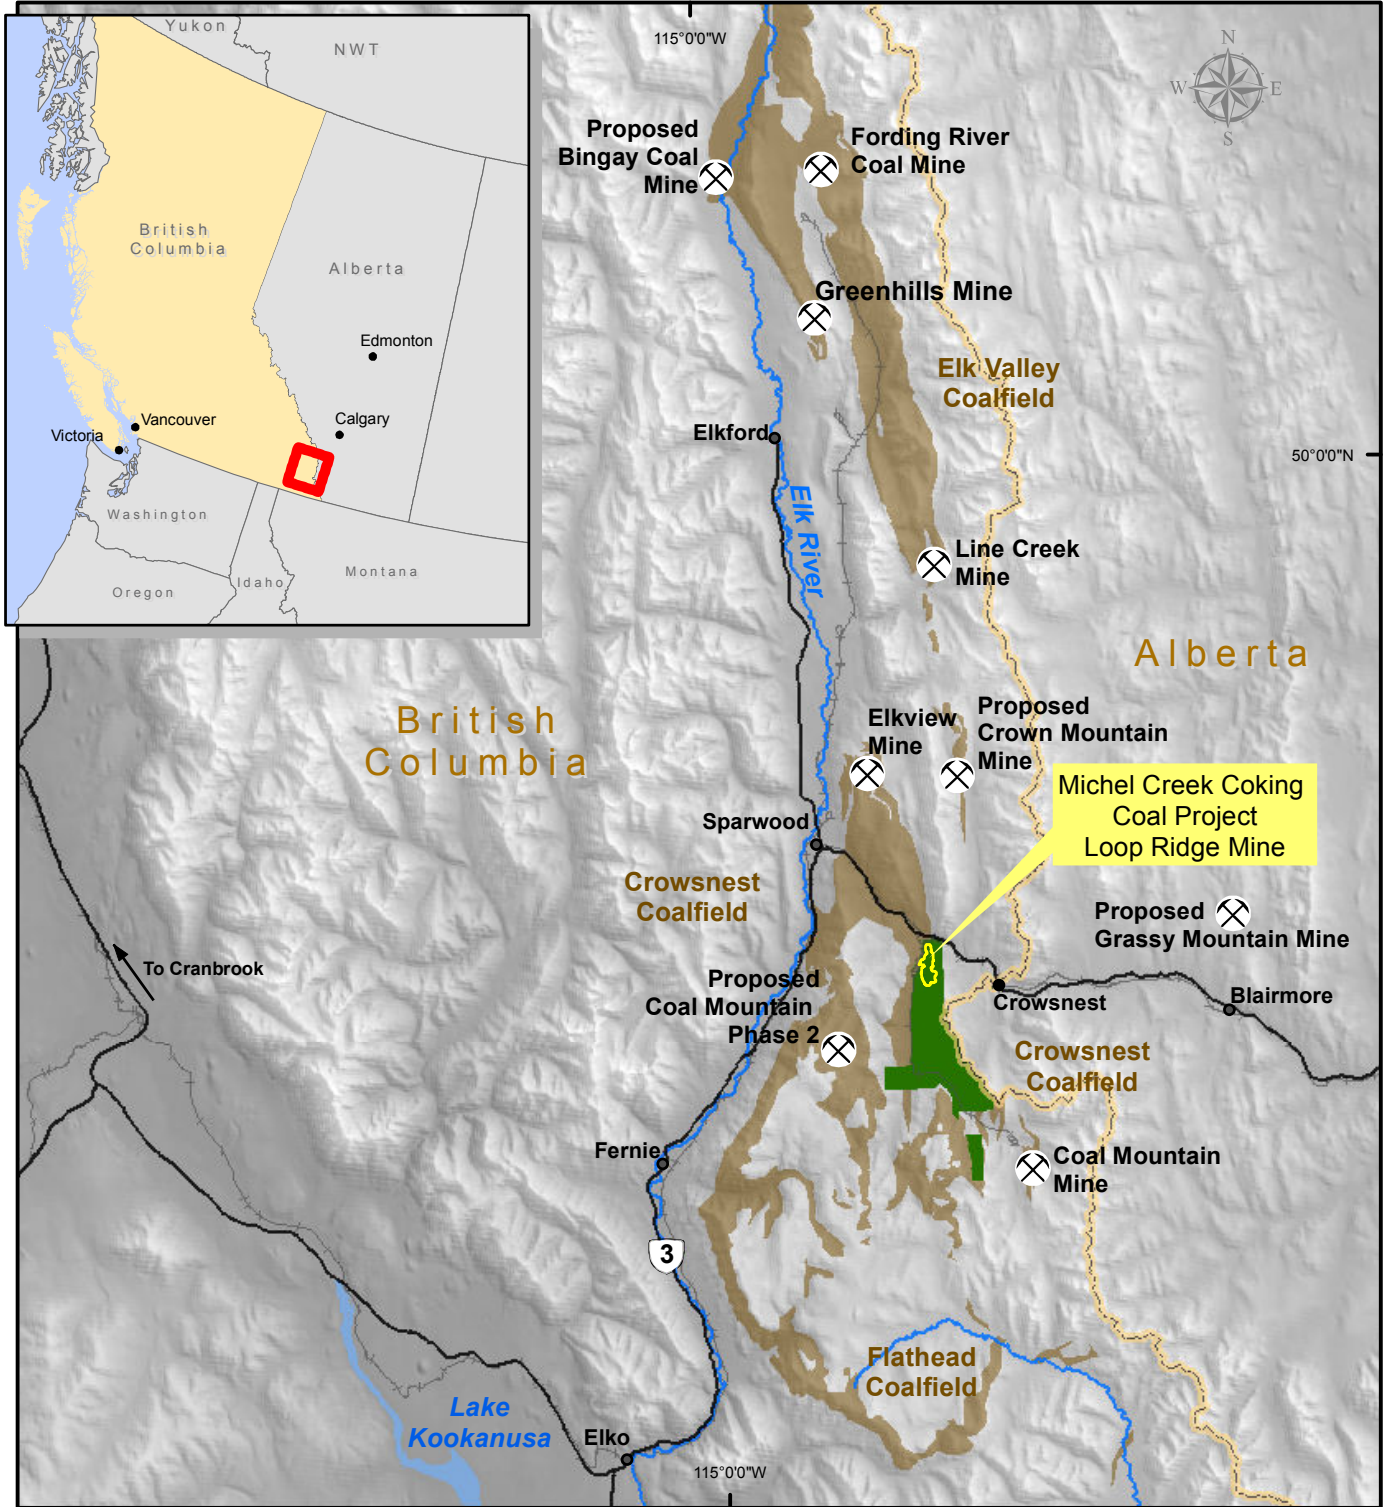 Yukon
NWT
British
Columbia
Alberta
Edmonton
Calgary
Vancouver
Victoria
Washington
Oregon
Idaho
Montana
115°0'0"W
N
W
E
S
Proposed
Bingay Coal
Mine
Fording River
Coal Mine
Greenhills Mine
Elk Valley
Coalfield
Elkford
50°0'0"N
Elk River
Line Creek
Mine
Alberta
British
Columbia
Elkview
Mine
Proposed
Crown Mountain
Mine
Michel Creek Coking
Coal Project
Loop Ridge Mine
Sparwood
Crowsnest
Coalfield
Proposed
Grassy Mountain Mine
To Cranbrook
Proposed
Coal Mountain
Phase 2
Crowsnest
Blairmore
Crowsnest
Coalfield
Fernie
Coal Mountain
Mine
3
Flathead
Coalfield
Lake
Kookanusa
Elko
115°0'0"W